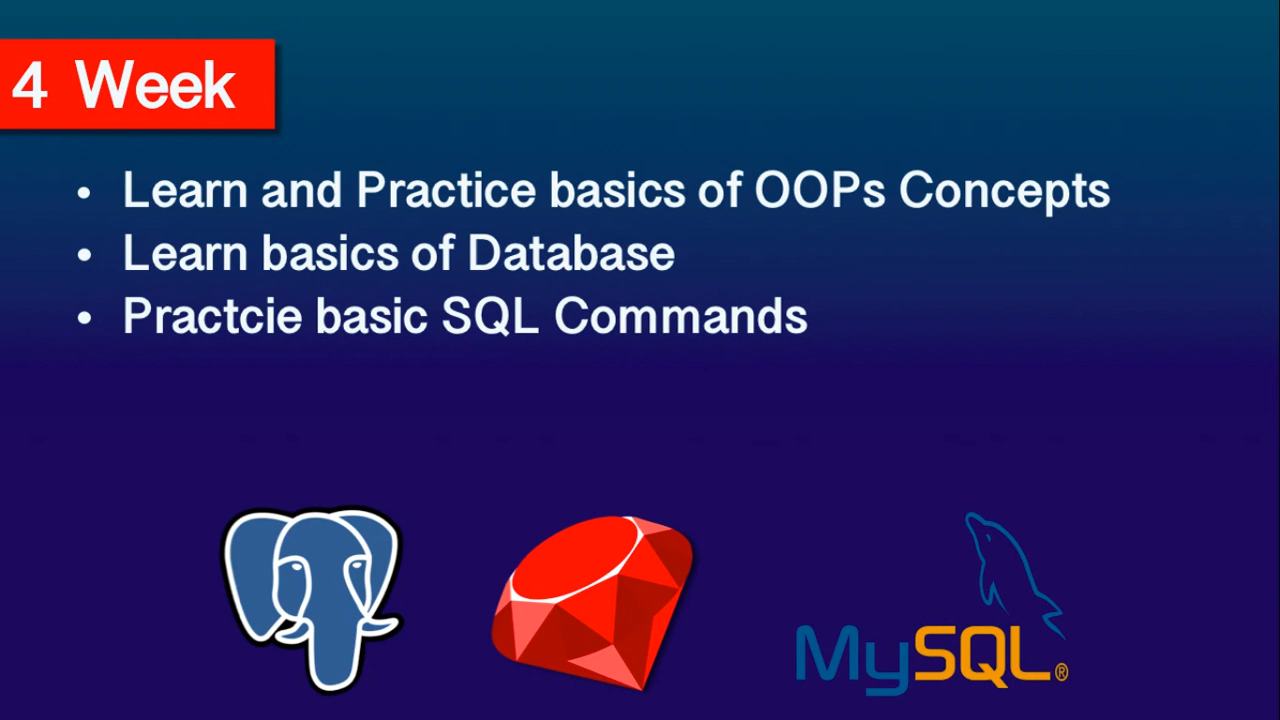 4 Week
• Learn and Practice basics of OOPs Concepts
• Learn basics of Database
• Practcie basic SQL Commands
MySQL®